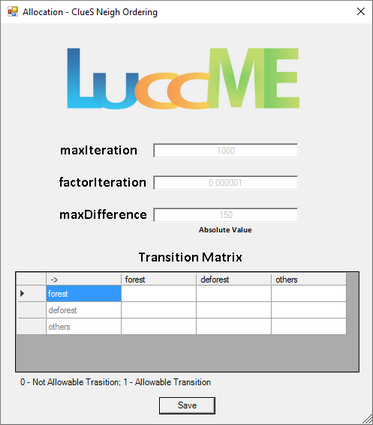 Allocation - ClueS Neigh Ordering
LuccME
maxIteration 1000
factorIteration 0.000001
maxDifference 150
Absolute Value
Transition Matrix
-> forest deforest others
forest
deforest
others
0 - Not Allowable Trasition; 1 - Allowable Transition
Save